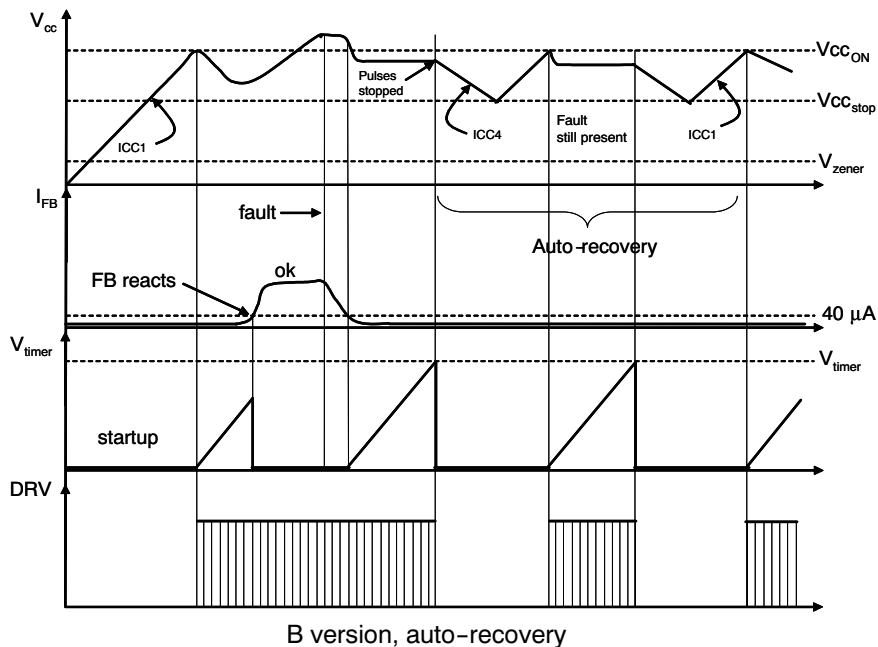 Vcc
VccON
Pulses
stopped
Vccstop
ICC1
ICC4
Fault
still present
ICC1
Vzener
IFB
fault
Auto-recovery
ok
FB reacts
40 μA
Vtimer
Vtimer
startup
DRV
B version, auto-recovery